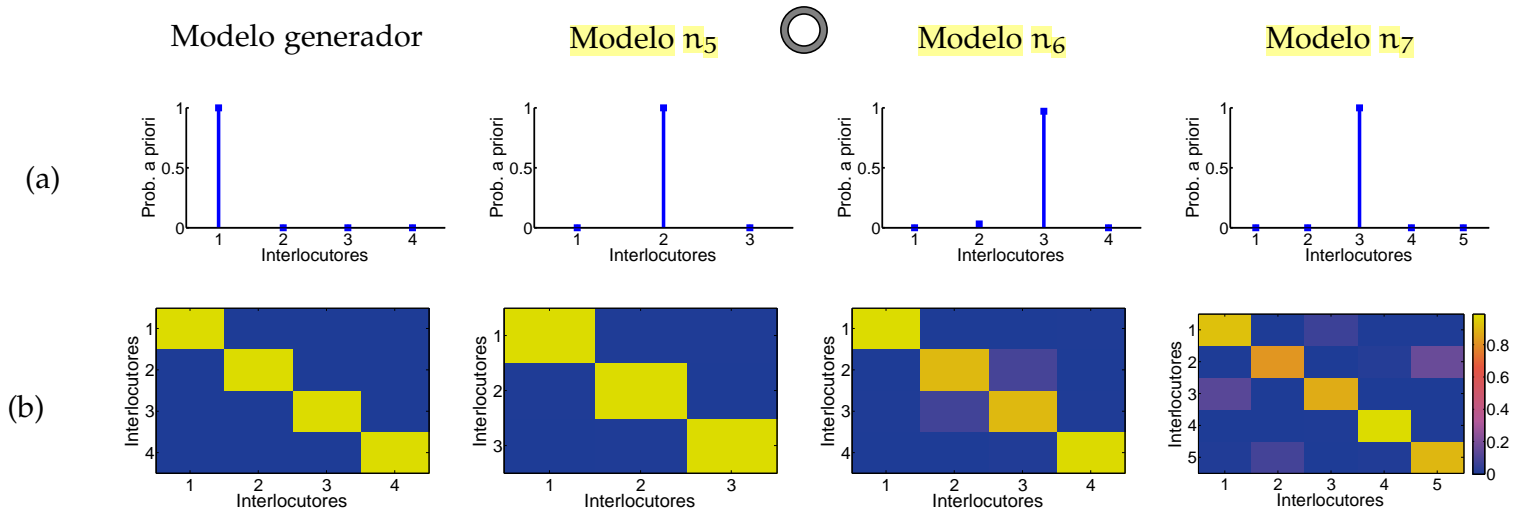 Modelo generador
Modelo n5
Modelo n6
Modelo n7
(a)
Prob. a priori
1
0.5
0
1 2 3 4
Interlocutores
Prob. a priori
1
0.5
0
1 2 3
Interlocutores
Prob. a priori
1
0.5
0
1 2 3 4
Interlocutores
Prob. a priori
1
0.5
0
1 2 3 4 5
Interlocutores
(b)
Interlocutores
1
2
3
4
1 2 3 4
Interlocutores
Interlocutores
1
2
3
1 2 3
Interlocutores
Interlocutores
1
2
3
4
1 2 3 4
Interlocutores
Interlocutores
1
2
3
4
5
1 2 3 4 5
Interlocutores
0.8
0.6
0.4
0.2
0